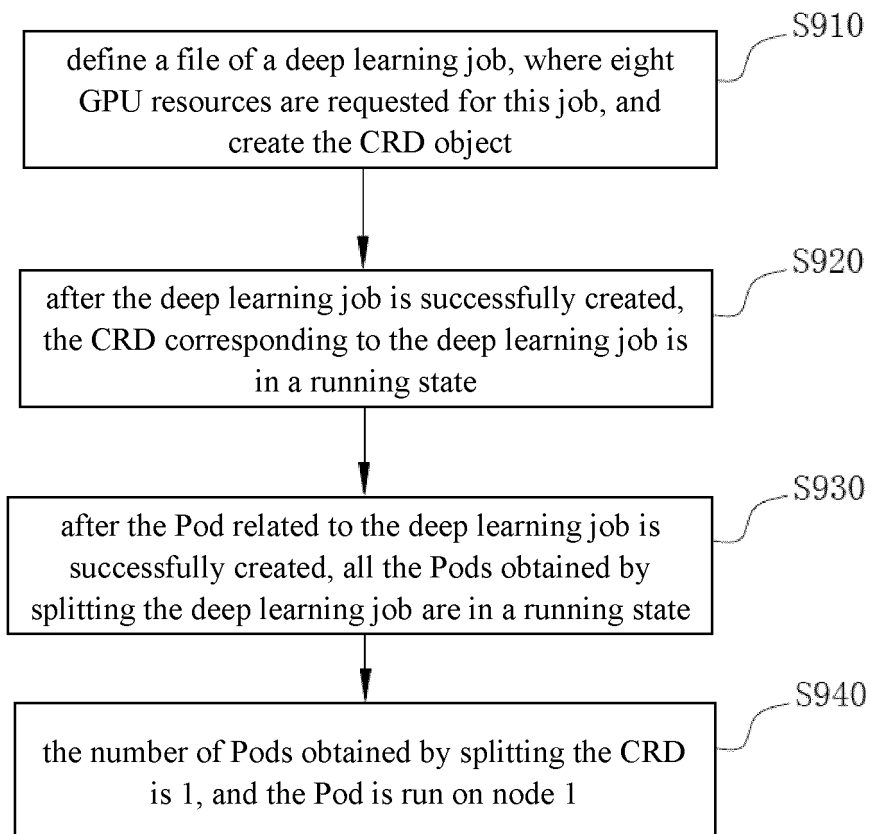 S910
define a file of a deep learning job, where eight
GPU resources are requested for this job, and
create the CRD object
S920
after the deep learning job is successfully created,
the CRD corresponding to the deep learning job is
in a running state
S930
after the Pod related to the deep learning job is
successfully created, all the Pods obtained by
splitting the deep learning job are in a running state
S940
the number of Pods obtained by splitting the CRD
is 1, and the Pod is run on node 1